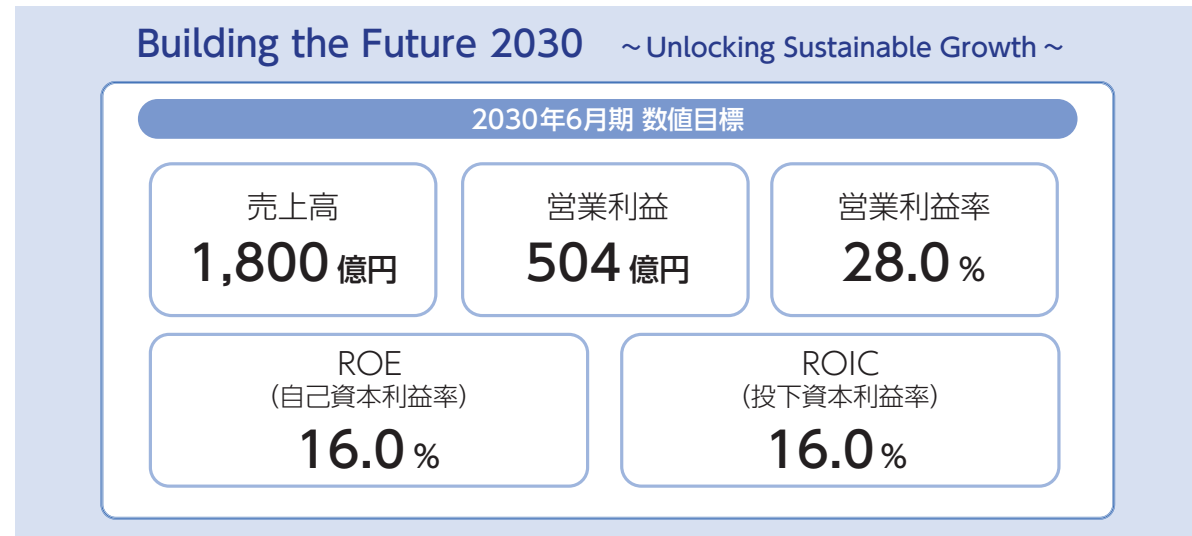 Building the Future 2030 ～Unlocking Sustainable Growth～
2030年6月期 数値目標
売上高
1,800億円
営業利益
504億円
営業利益率
28.0%
ROE
(自己資本利益率)
16.0%
ROIC
(投下資本利益率)
16.0%